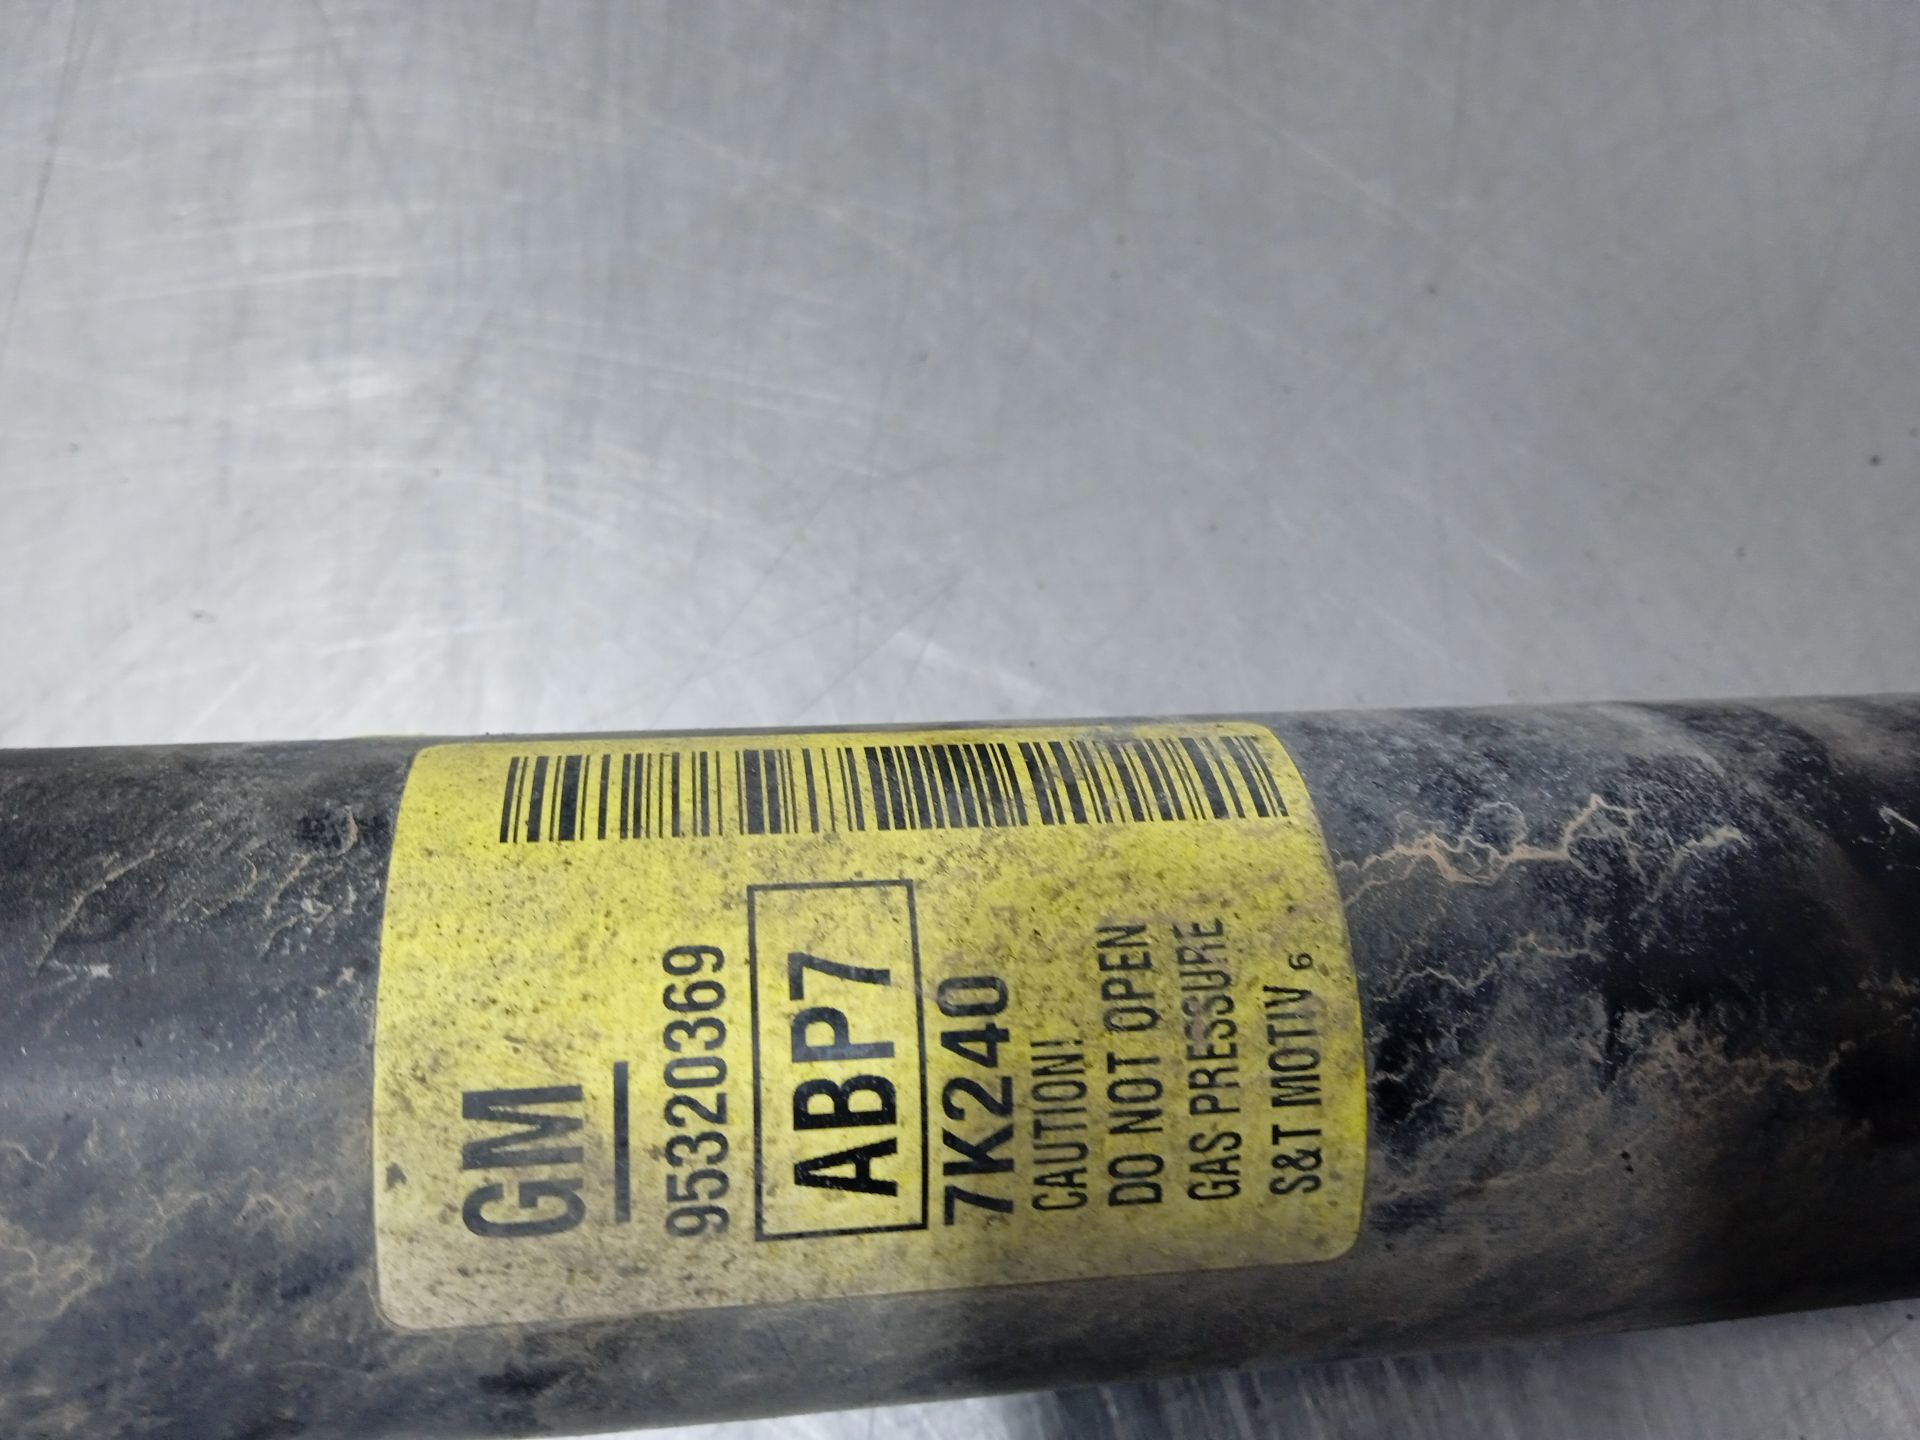 GM
95320369
ABP7
7K240
CAUTION!
DO NOT OPEN
GAS PRESSURE
S&T MOTIV 6